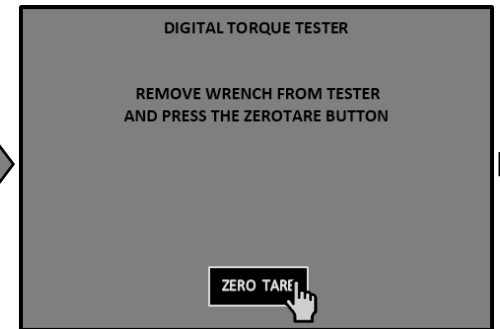 DIGITAL TORQUE TESTER
REMOVE WRENCH FROM TESTER
AND PRESS THE ZEROTARE BUTTON
ZERO TARE